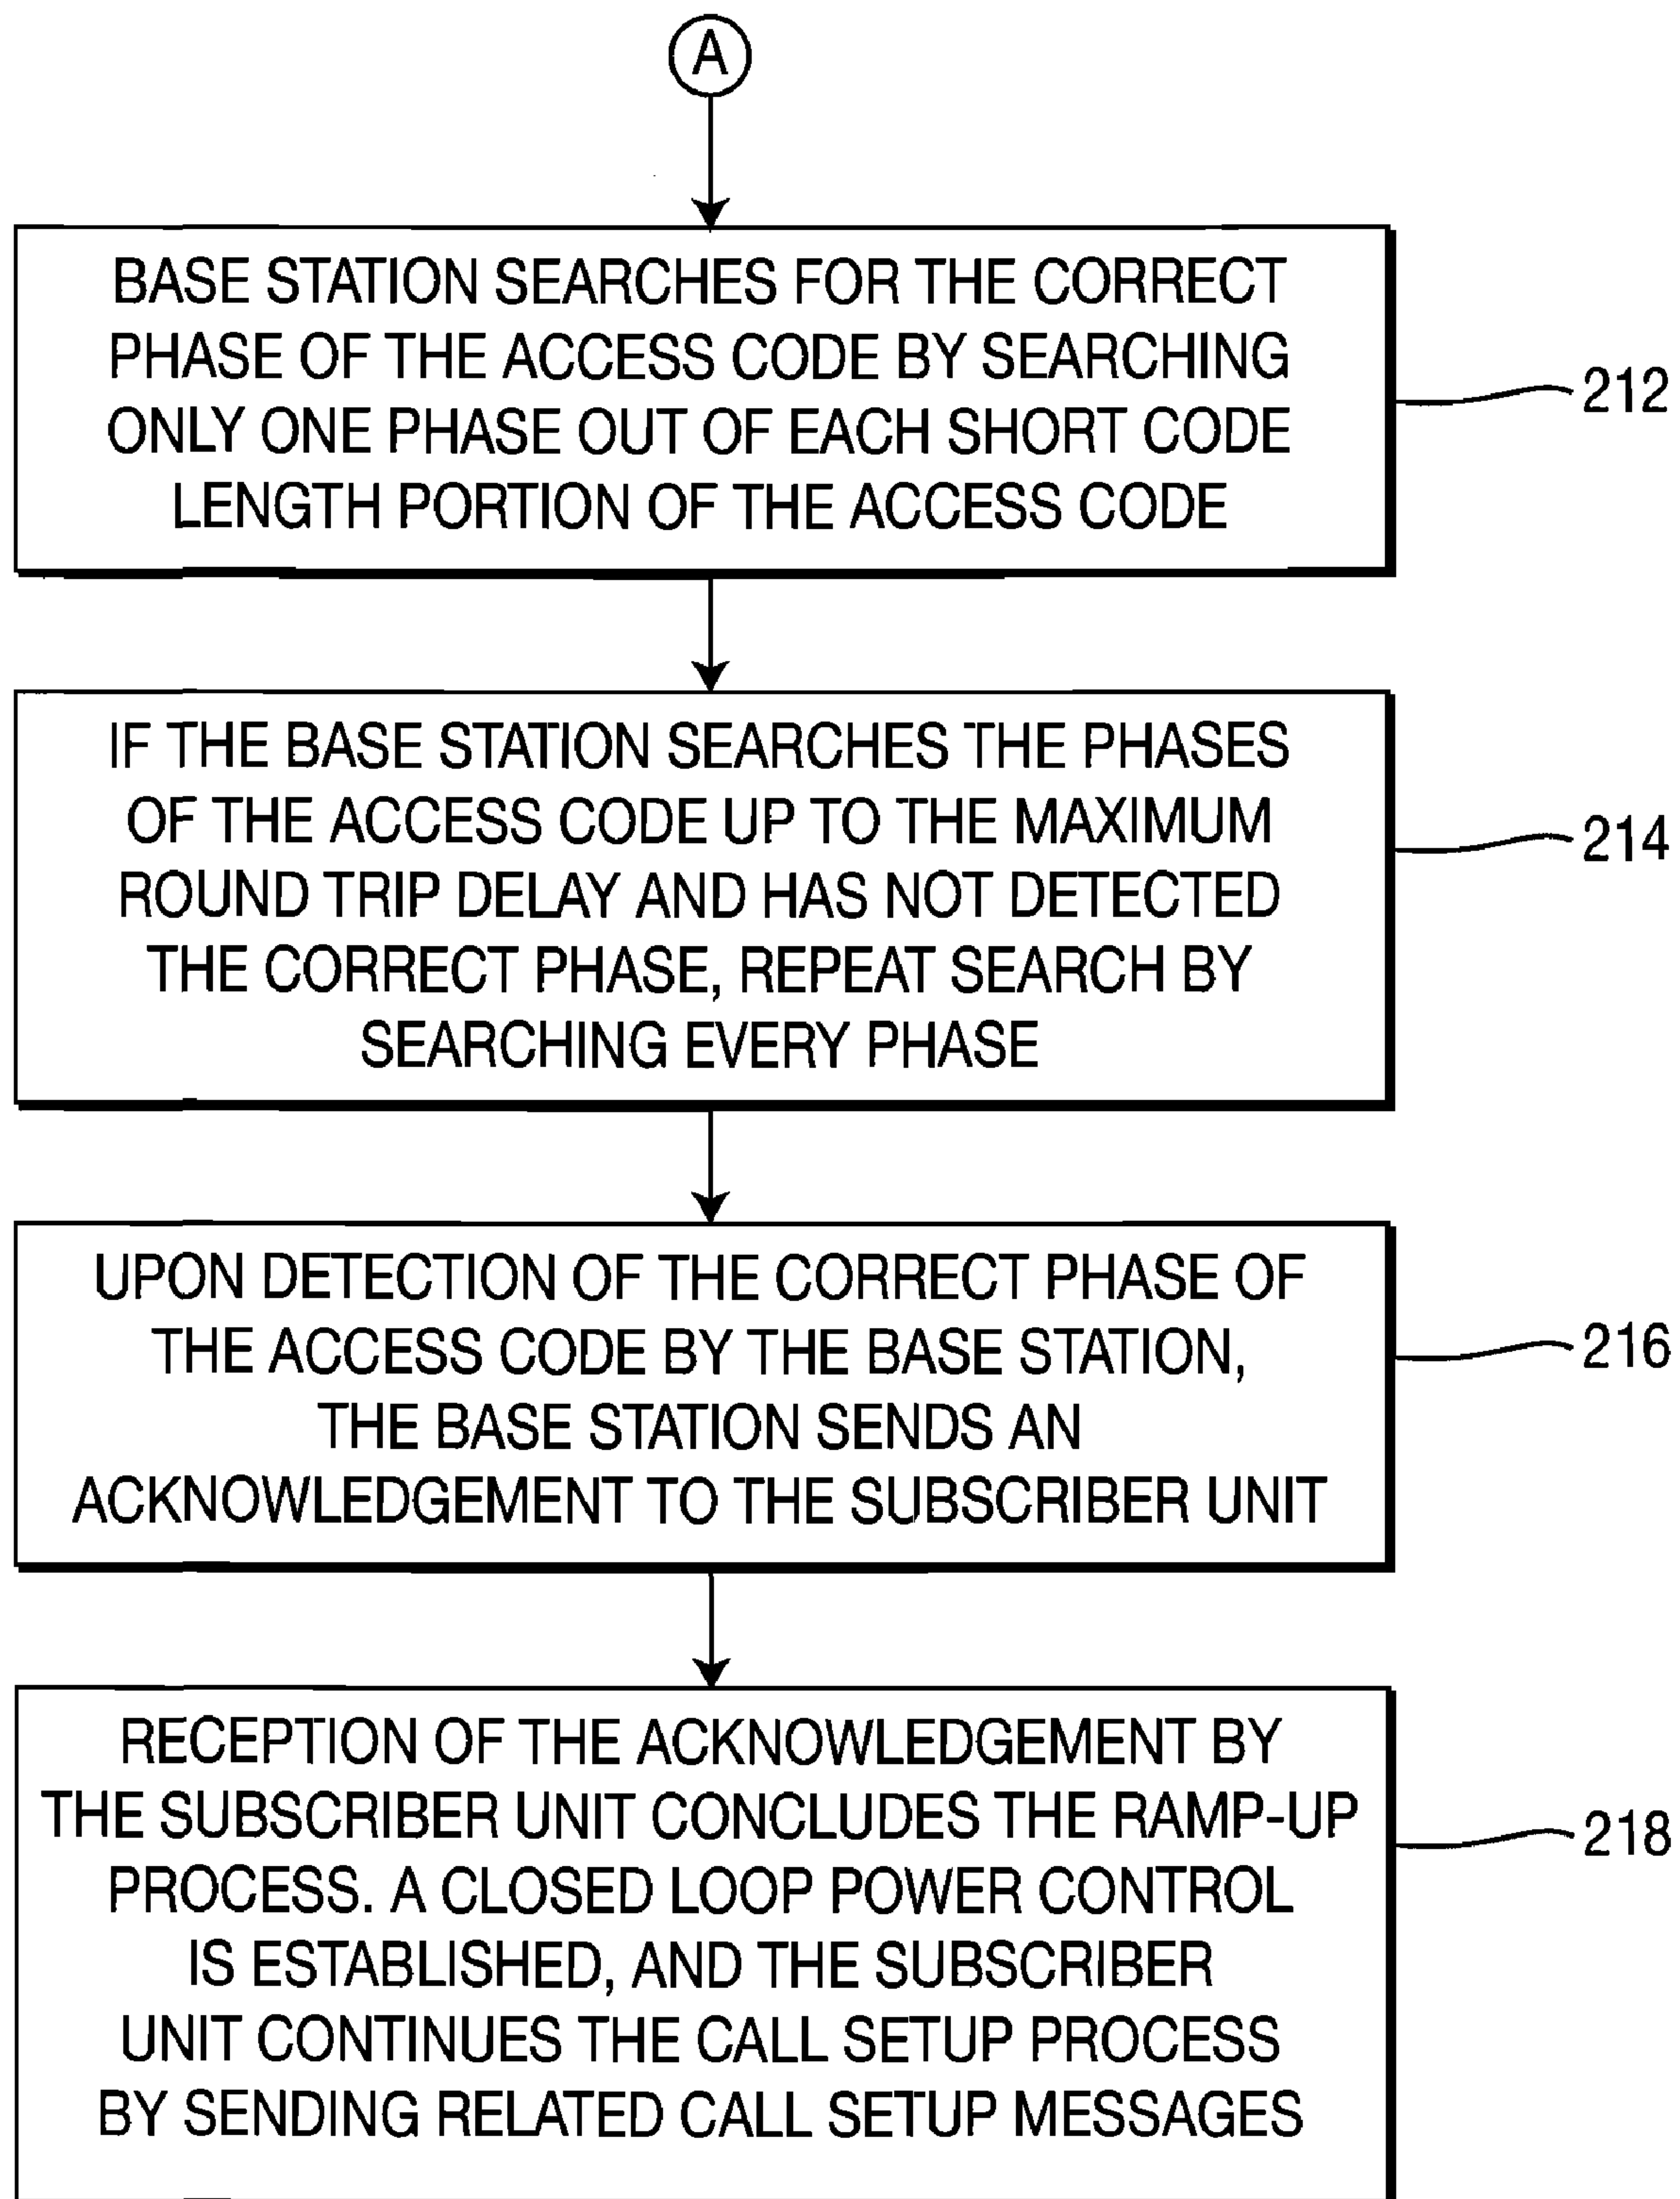 A
BASE STATION SEARCHES FOR THE CORRECT
PHASE OF THE ACCESS CODE BY SEARCHING
ONLY ONE PHASE OUT OF EACH SHORT CODE
LENGTH PORTION OF THE ACCESS CODE
212
IF THE BASE STATION SEARCHES THE PHASES
OF THE ACCESS CODE UP TO THE MAXIMUM
ROUND TRIP DELAY AND HAS NOT DETECTED
THE CORRECT PHASE, REPEAT SEARCH BY
SEARCHING EVERY PHASE
214
UPON DETECTION OF THE CORRECT PHASE OF
THE ACCESS CODE BY THE BASE STATION,
THE BASE STATION SENDS AN
ACKNOWLEDGEMENT TO THE SUBSCRIBER UNIT
216
RECEPTION OF THE ACKNOWLEDGEMENT BY
THE SUBSCRIBER UNIT CONCLUDES THE RAMP-UP
PROCESS. A CLOSED LOOP POWER CONTROL
IS ESTABLISHED, AND THE SUBSCRIBER
UNIT CONTINUES THE CALL SETUP PROCESS
BY SENDING RELATED CALL SETUP MESSAGES
218